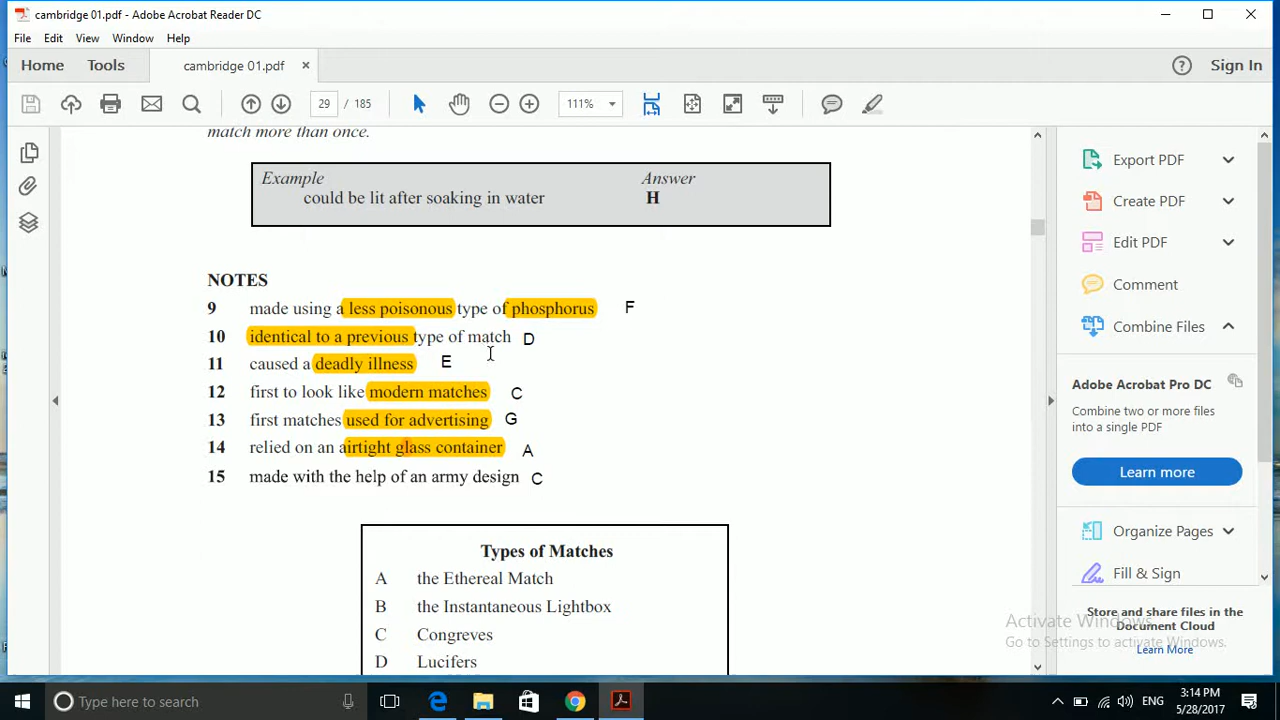 cambridge 01.pdf - Adobe Acrobat Reader DC
File Edit View Window Help
Home Tools cambridge 01.pdf × Sign In
29 / 185 111%
match more than once.
Example Answer
could be lit after soaking in water H
NOTES
9 made using a less poisonous type of phosphorus F
10 identical to a previous type of match D
11 caused a deadly illness E
12 first to look like modern matches C
13 first matches used for advertising G
14 relied on an airtight glass container A
15 made with the help of an army design C
Types of Matches
A the Ethereal Match
B the Instantaneous Lightbox
C Congreves
D Lucifers
Export PDF
Create PDF
Edit PDF
Comment
Combine Files
Adobe Acrobat Pro DC
Combine two or more files
into a single PDF
Learn more
Organize Pages
Fill & Sign
Store and share files in the
Document Cloud
Learn More
Activate Windows
Go to Settings to activate Windows.
Type here to search
ENG
3:14 PM
5/28/2017